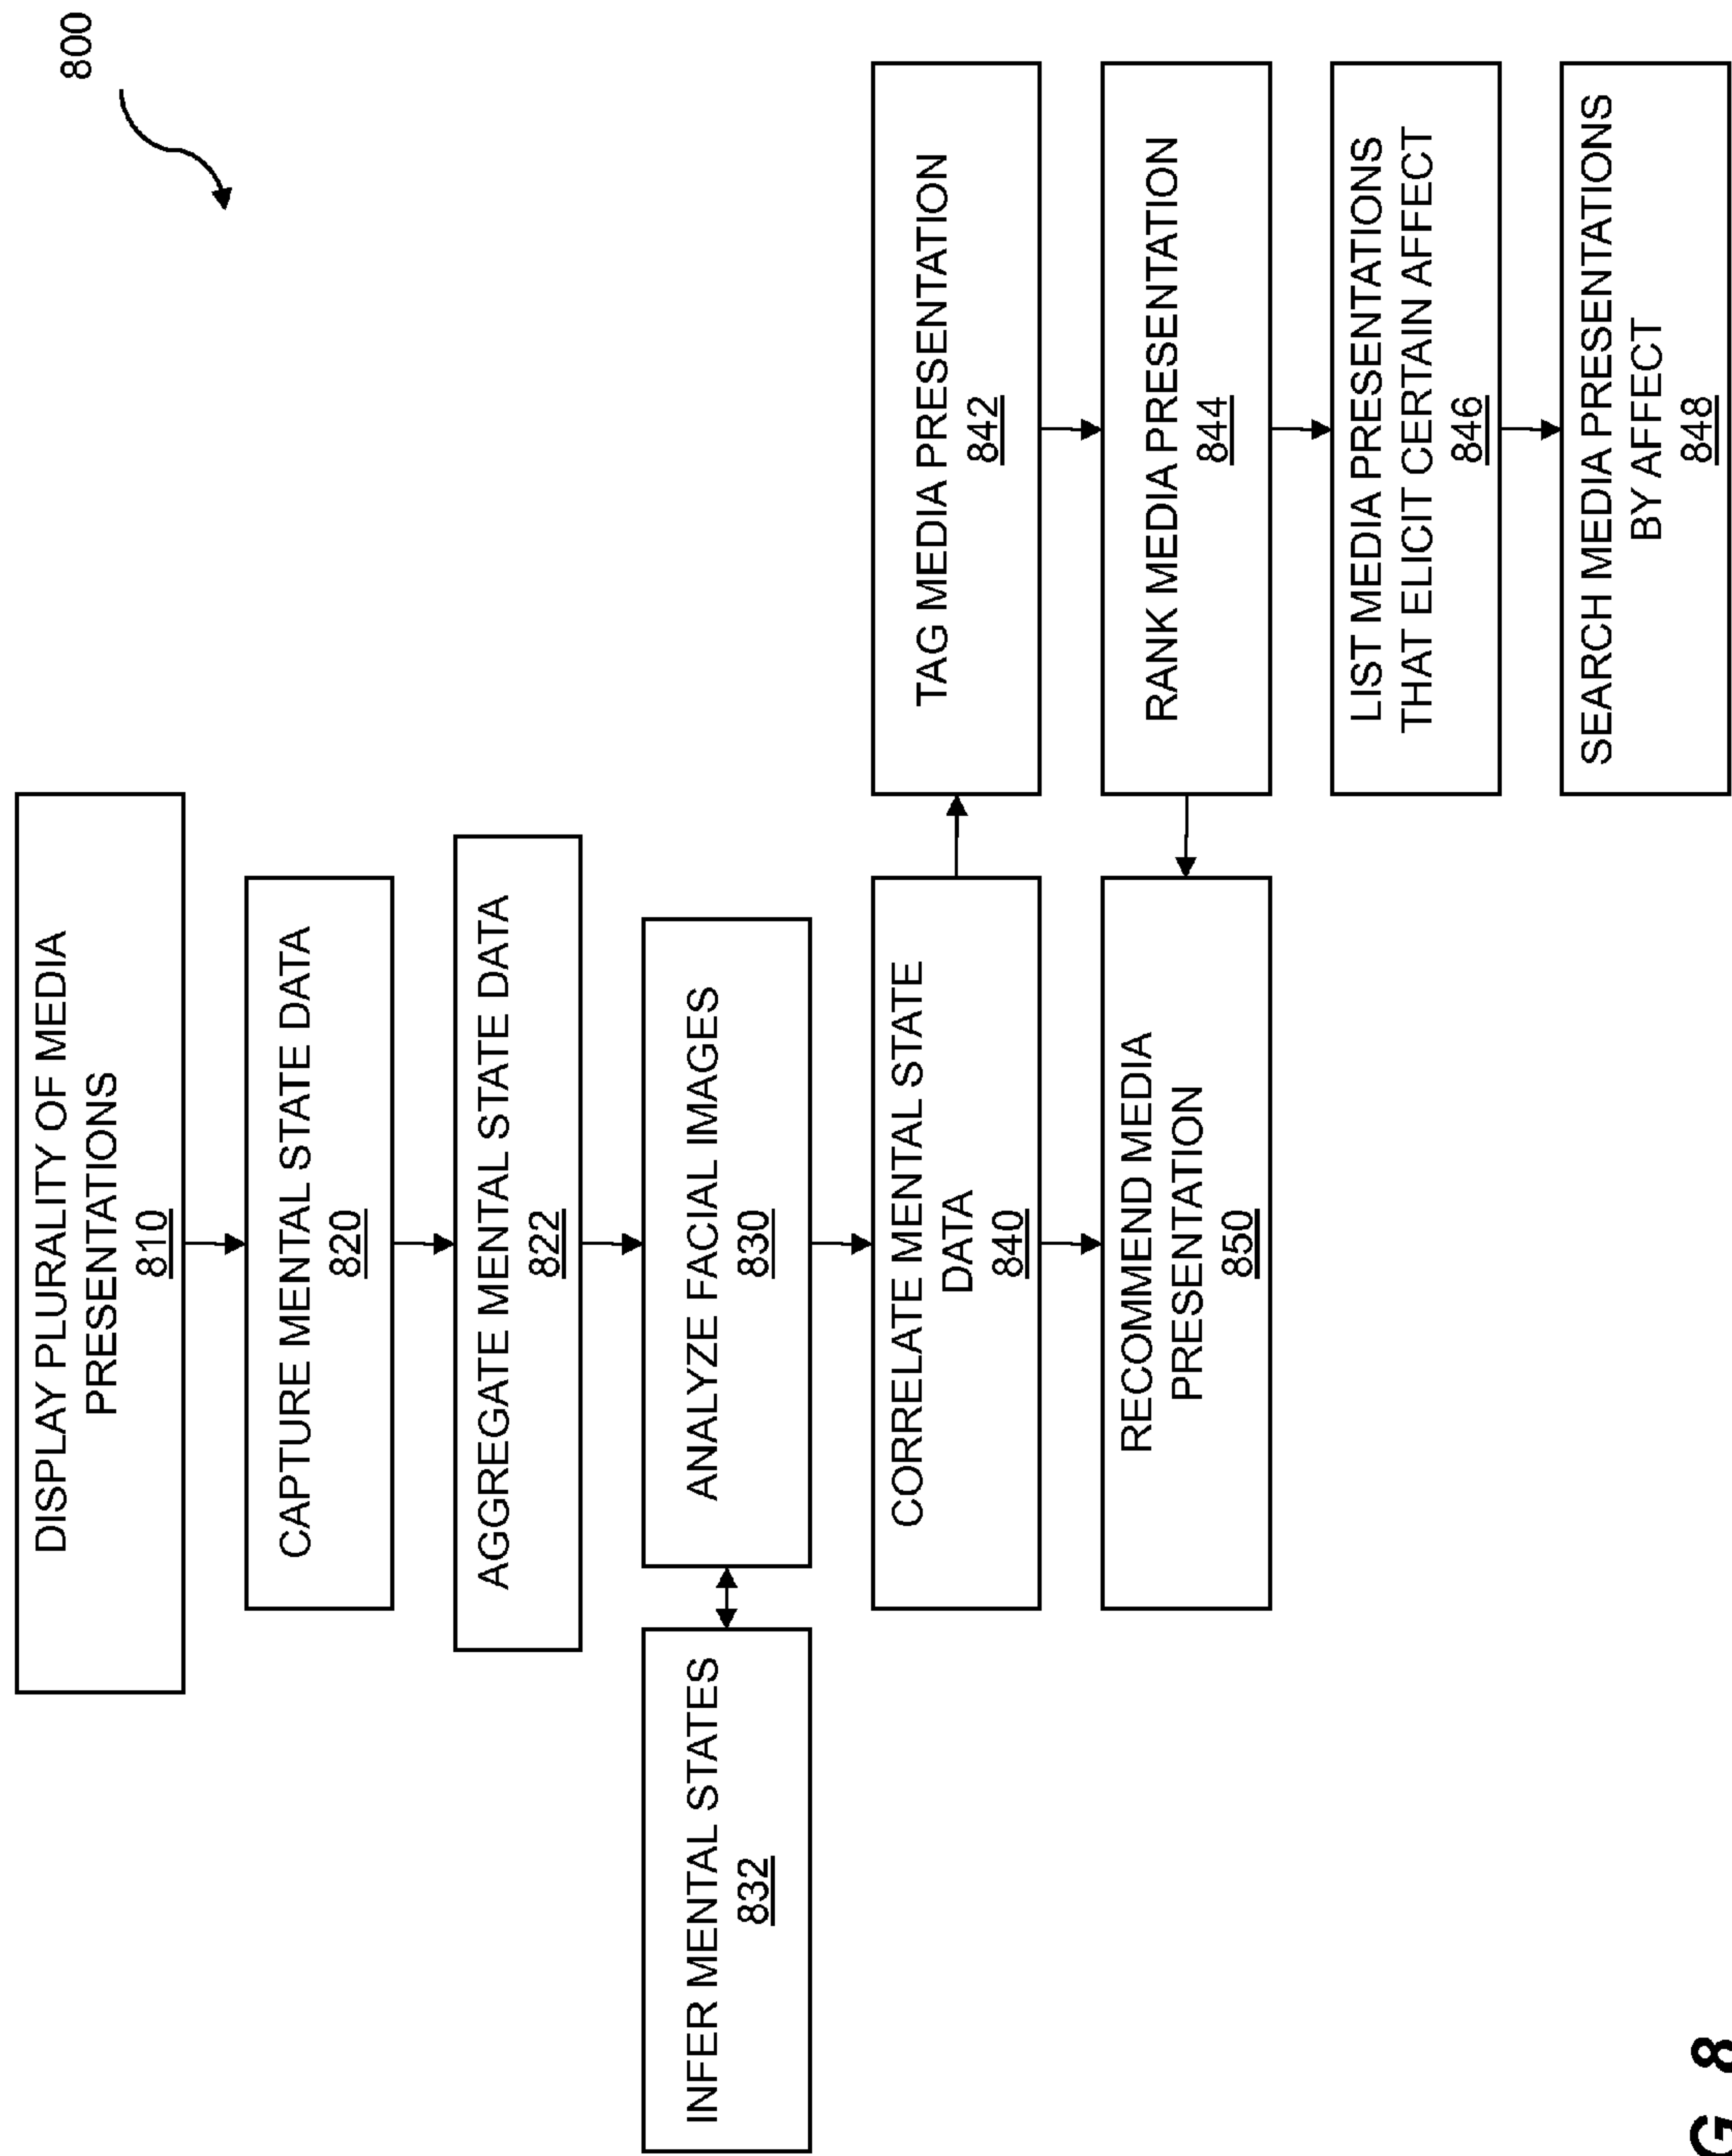 800
DISPLAY PLURALITY OF MEDIA
PRESENTATIONS
810
CAPTURE MENTAL STATE DATA
820
AGGREGATE MENTAL STATE DATA
822
INFER MENTAL STATES
832
ANALYZE FACIAL IMAGES
830
CORRELATE MENTAL STATE
DATA
840
TAG MEDIA PRESENTATION
842
RECOMMEND MEDIA
PRESENTATION
850
RANK MEDIA PRESENTATION
844
LIST MEDIA PRESENTATIONS
THAT ELICIT CERTAIN AFFECT
846
SEARCH MEDIA PRESENTATIONS
BY AFFECT
848
G 8